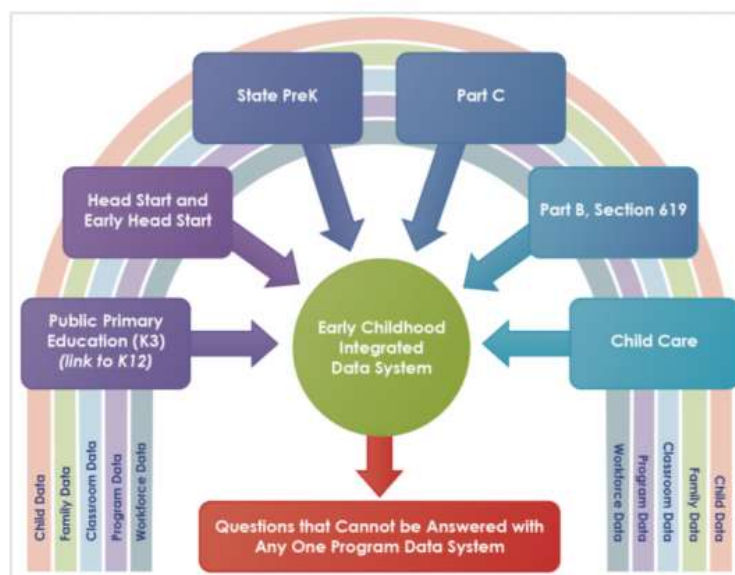 State PreK
Part C
Head Start and
Early Head Start
Part B, Section 619
Public Primary
Education (K3)
(link to K12)
Early Childhood
Integrated
Data System
Child Care
Child Data
Family Data
Classroom Data
Program Data
Workforce Data
Workforce Data
Program Data
Classroom Data
Family Data
Child Data
Questions that Cannot be Answered with
Any One Program Data System